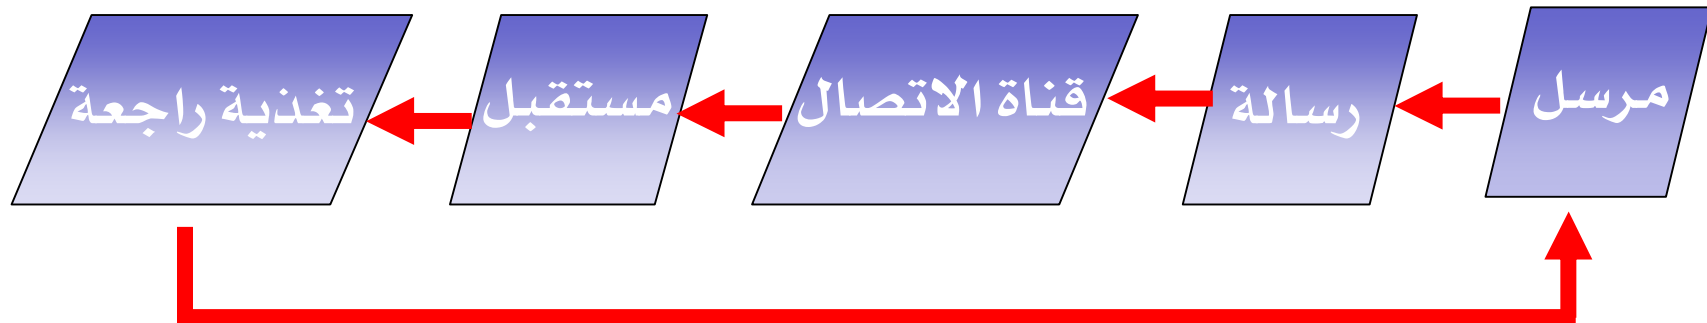 مرسل
رسالة
قناة الاتصال
مستقبل
تغذية راجعة